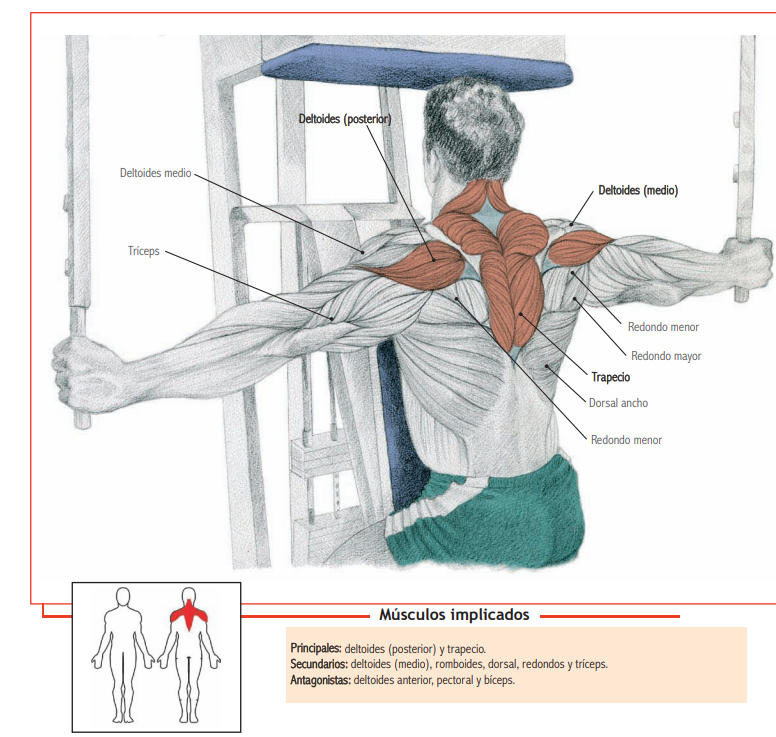 Deltoides (posterior)
Deltoides medio
Deltoides (medio)
Tríceps
Redondo menor
Redondo mayor
Trapecio
Dorsal ancho
Redondo menor
Músculos implicados
Principales: deltoides (posterior) y trapecio.
Secundarios: deltoides (medio), romboides, dorsal, redondos y tríceps.
Antagonistas: deltoides anterior, pectoral y bíceps.